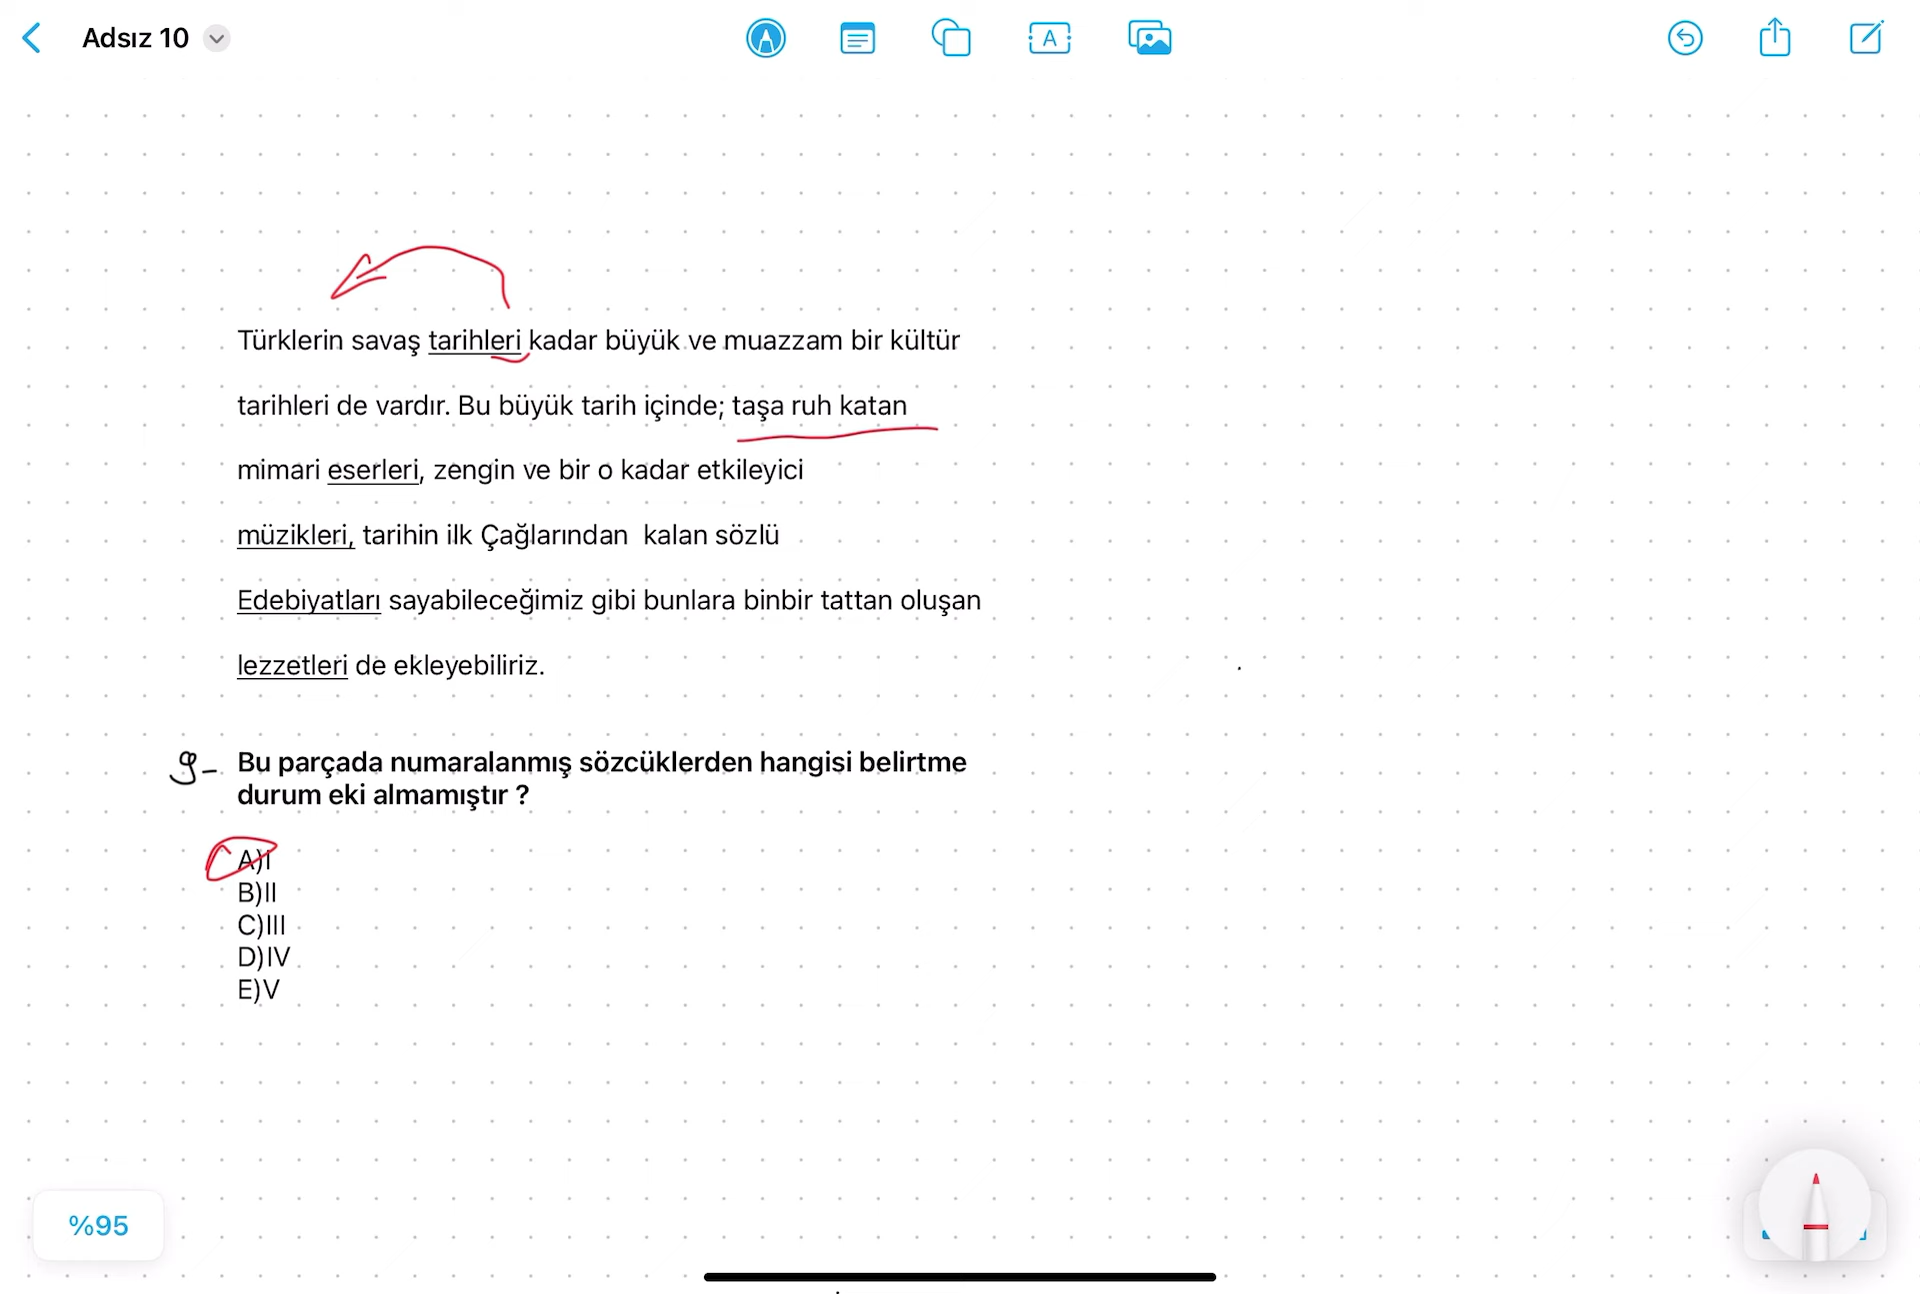 Adsız 10
A
Türklerin savaş tarihleri kadar büyük ve muazzam bir kültür
tarihleri de vardır. Bu büyük tarih içinde; taşa ruh katan
mimari eserleri, zengin ve bir o kadar etkileyici
müzikleri, tarihin ilk Çağlarından  kalan sözlü
Edebiyatları sayabileceğimiz gibi bunlara binbir tattan oluşan
lezzetleri de ekleyebiliriz.
9- Bu parçada numaralanmış sözcüklerden hangisi belirtme
durum eki almamıştır ?
A)I
B)II
C)III
D)IV
E)V
%95